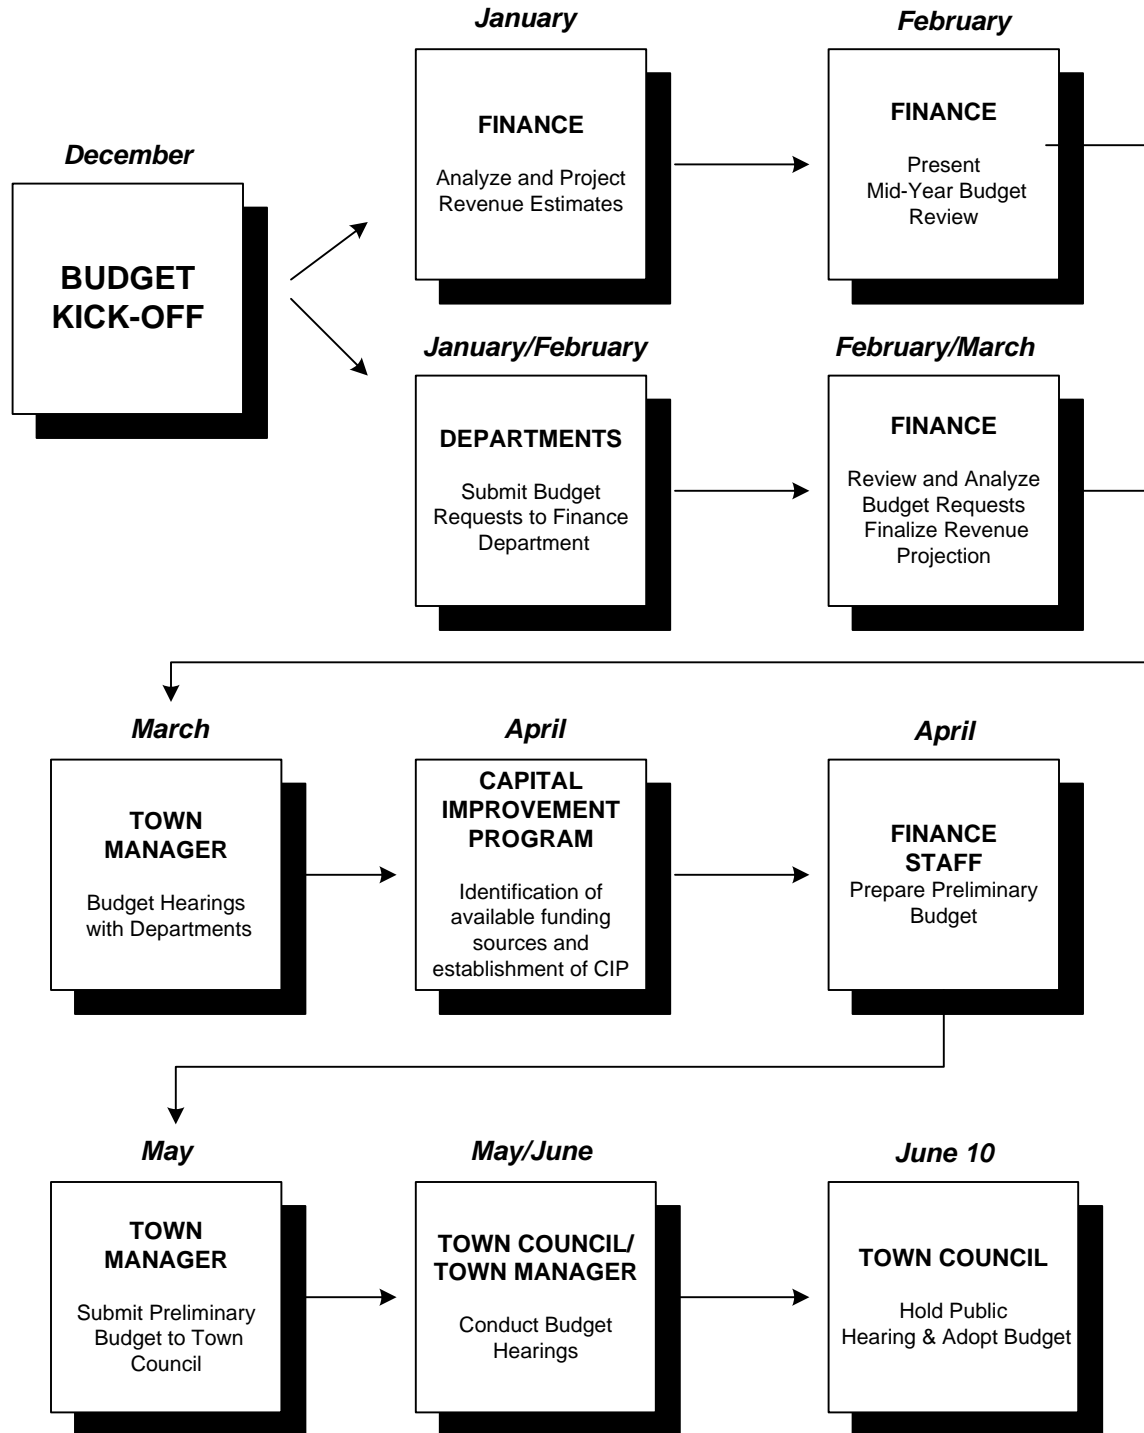 December
BUDGET
KICK-OFF
January
FINANCE
Analyze and Project
Revenue Estimates
February
FINANCE
Present
Mid-Year Budget
Review
January/February
DEPARTMENTS
Submit Budget
Requests to Finance
Department
February/March
FINANCE
Review and Analyze
Budget Requests
Finalize Revenue
Projection
March
TOWN
MANAGER
Budget Hearings
with Departments
April
CAPITAL
IMPROVEMENT
PROGRAM
Identification of
available funding
sources and
establishment of CIP
April
FINANCE
STAFF
Prepare Preliminary
Budget
May
TOWN
MANAGER
Submit Preliminary
Budget to Town
Council
May/June
TOWN COUNCIL/
TOWN MANAGER
Conduct Budget
Hearings
June 10
TOWN COUNCIL
Hold Public
Hearing & Adopt Budget